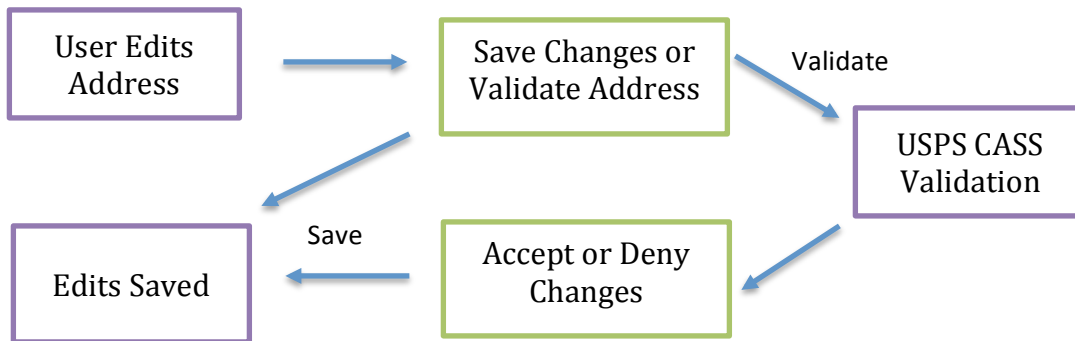 User Edits
Address
Save Changes or
Validate Address
Validate
USPS CASS
Validation
Edits Saved
Save
Accept or Deny
Changes